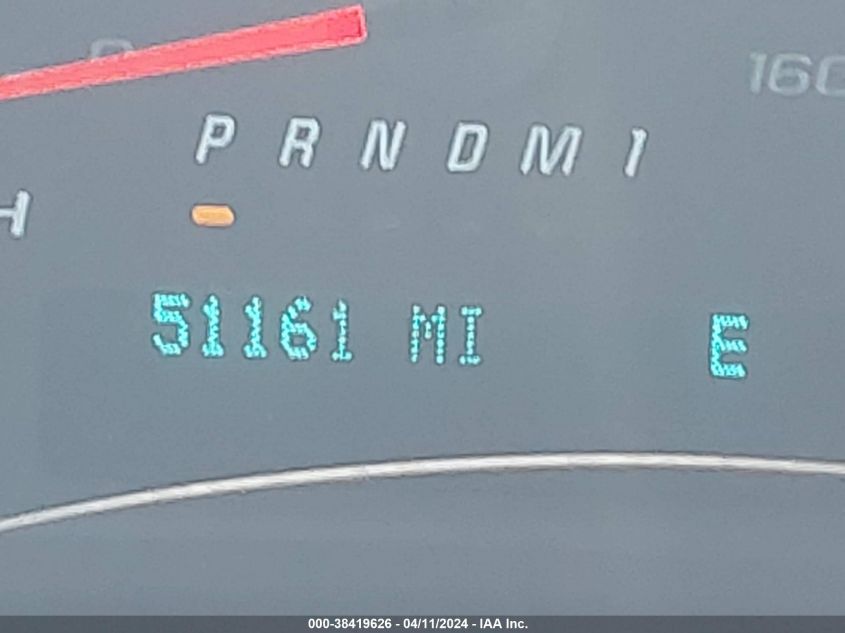 160
P R N D M 1
H
51161 MI E
000-38419626 - 04/11/2024 - IAA Inc.